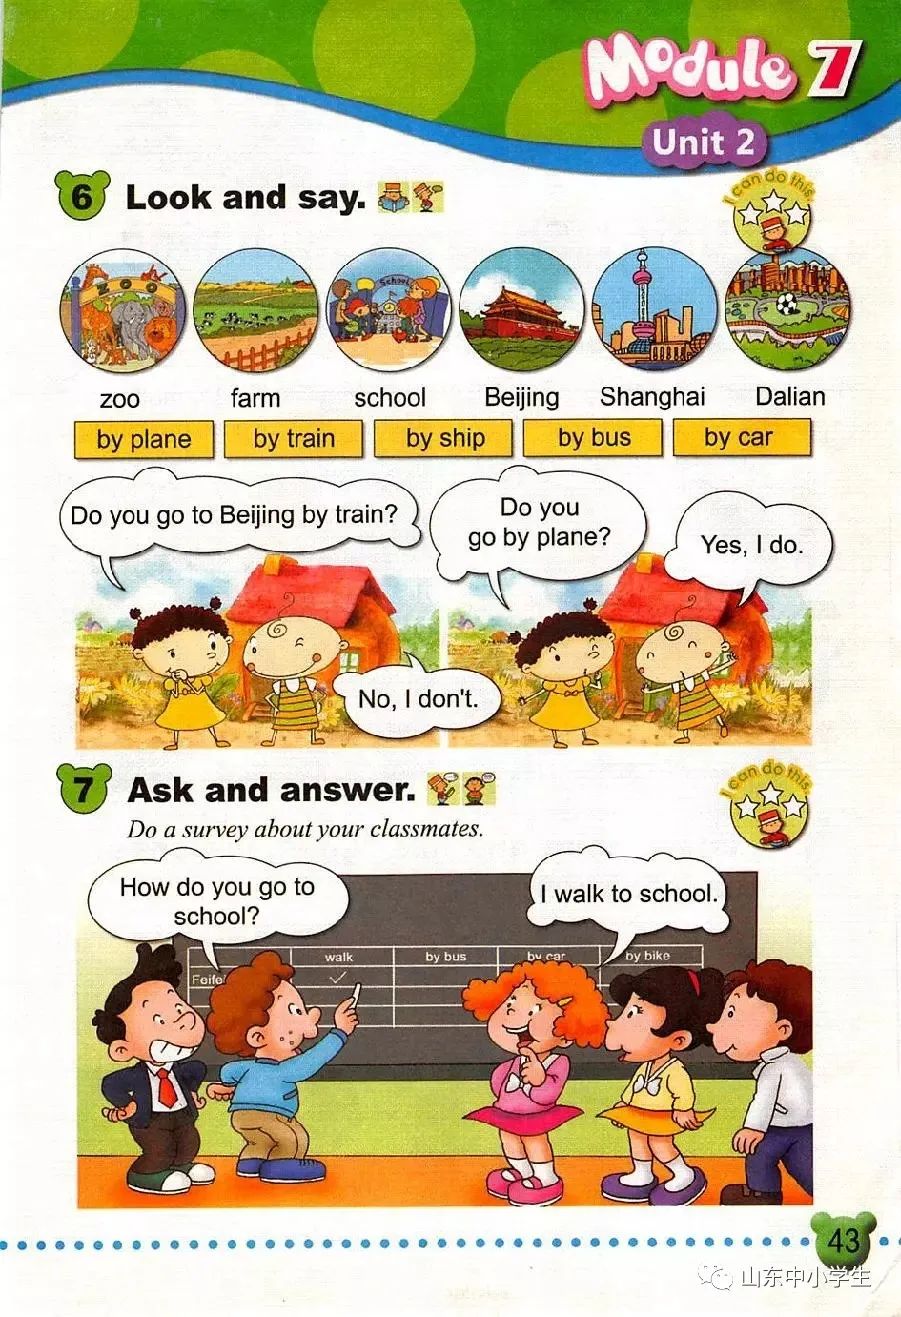 Module 7
Unit 2
6 Look and say.
I can do this.
ZOO
School
zoo farm school Beijing Shanghai Dalian
by plane by train by ship by bus by car
Do you go to Beijing by train?
No, I don't.
Do you
go by plane?
Yes, I do.
7 Ask and answer.
I can do this.
Do a survey about your classmates.
How do you go to
school?
I walk to school.
walk by bus by car by bike
Feifei
43
山东中小学生